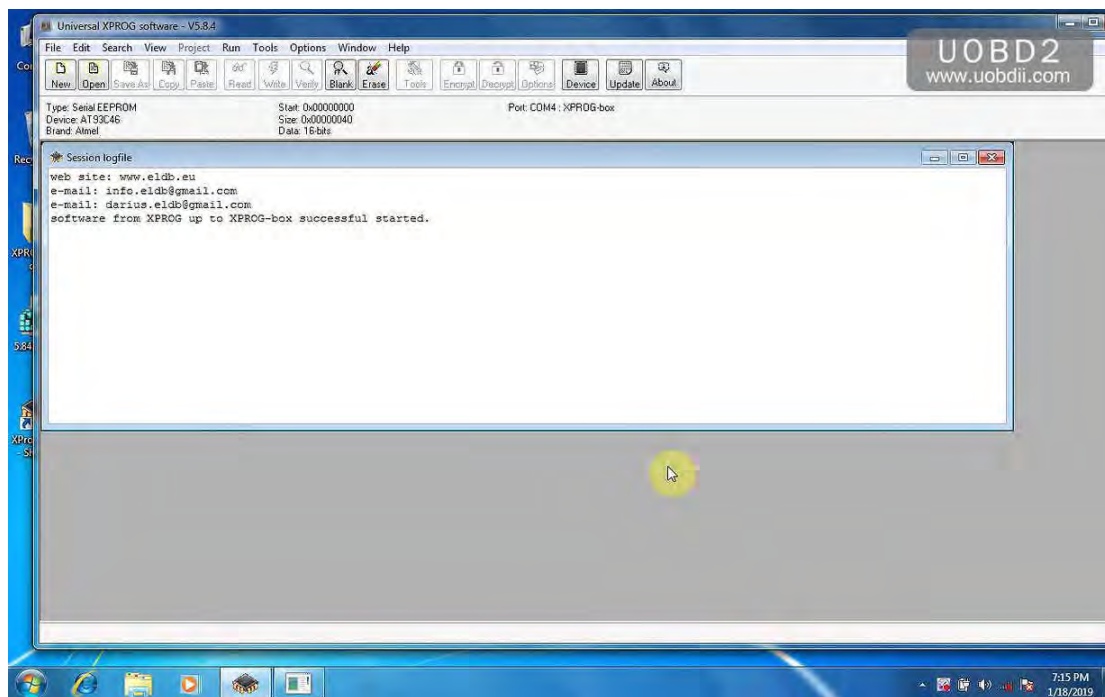 Universal XPROG software - V5.8.4
UOBD2
www.uobdii.com
File Edit Search View Project Run Tools Options Window Help
New Open Save As Copy Paste Read Write Verify Blank Erase Tools Encrypt Decrypt Options Device Update About
Type: Serial EEPROM Start: 0x00000000 Port: COM4 : XPROG-box
Device: AT93C46 Size: 0x00000040
Brand: Atmel Data: 16-bits
Session logfile
web site: www.eldb.eu
e-mail: info.eldb@gmail.com
e-mail: darius.eldb@gmail.com
software from XPROG up to XPROG-box successful started.
7:15 PM
1/18/2019